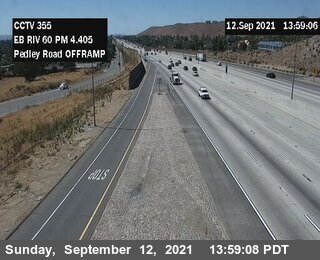 CCTV 355
EB RIV 60 PM 4.405
Pedley Road OFFRAMP
12.Sep 2021 13:59:06
STOP
Sunday, September 12, 2021 13:59:08 PDT